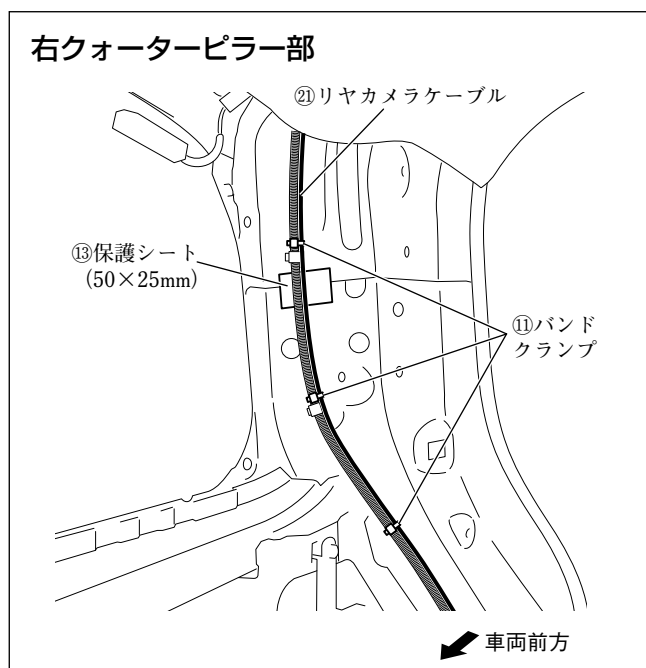 右クォーターピラー部
㉑リヤカメラケーブル
⑬保護シート
(50×25mm)
⑪バンド
クランプ
車両前方